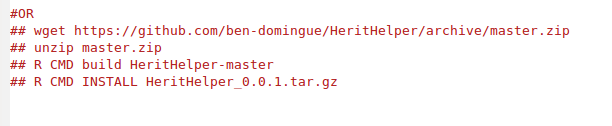 #OR
## wget https://github.com/ben-domingue/HeritHelper/archive/master.zip
## unzip master.zip
## R CMD build HeritHelper-master
## R CMD INSTALL HeritHelper_0.0.1.tar.gz